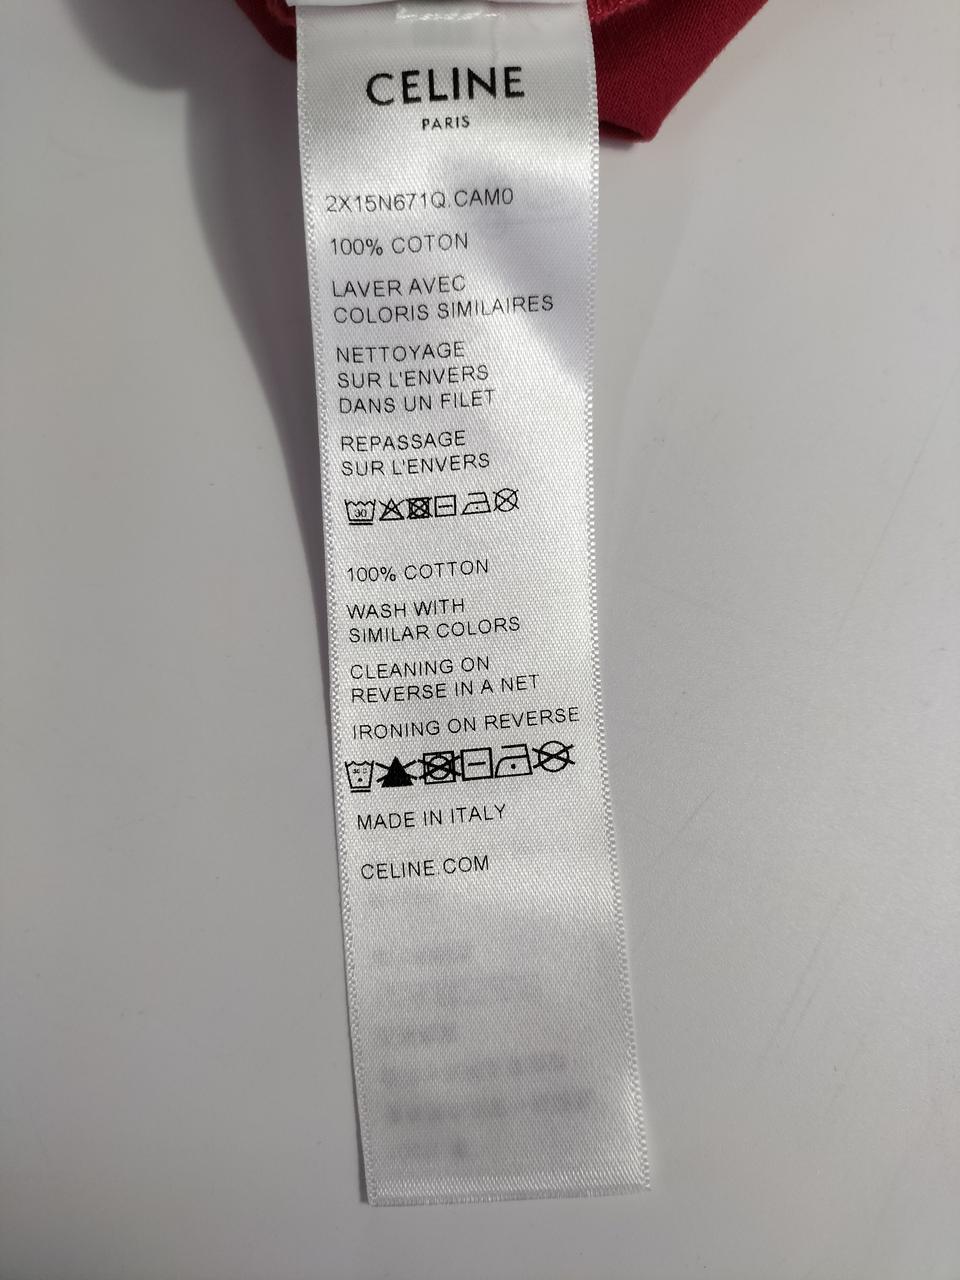 CELINE
PARIS
2X15N671Q.CAM0
100% COTON
LAVER AVEC
COLORIS SIMILAIRES
NETTOYAGE
SUR L'ENVERS
DANS UN FILET
REPASSAGE
SUR L'ENVERS
30
100% COTTON
WASH WITH
SIMILAR COLORS
CLEANING ON
REVERSE IN A NET
IRONING ON REVERSE
MADE IN ITALY
CELINE.COM